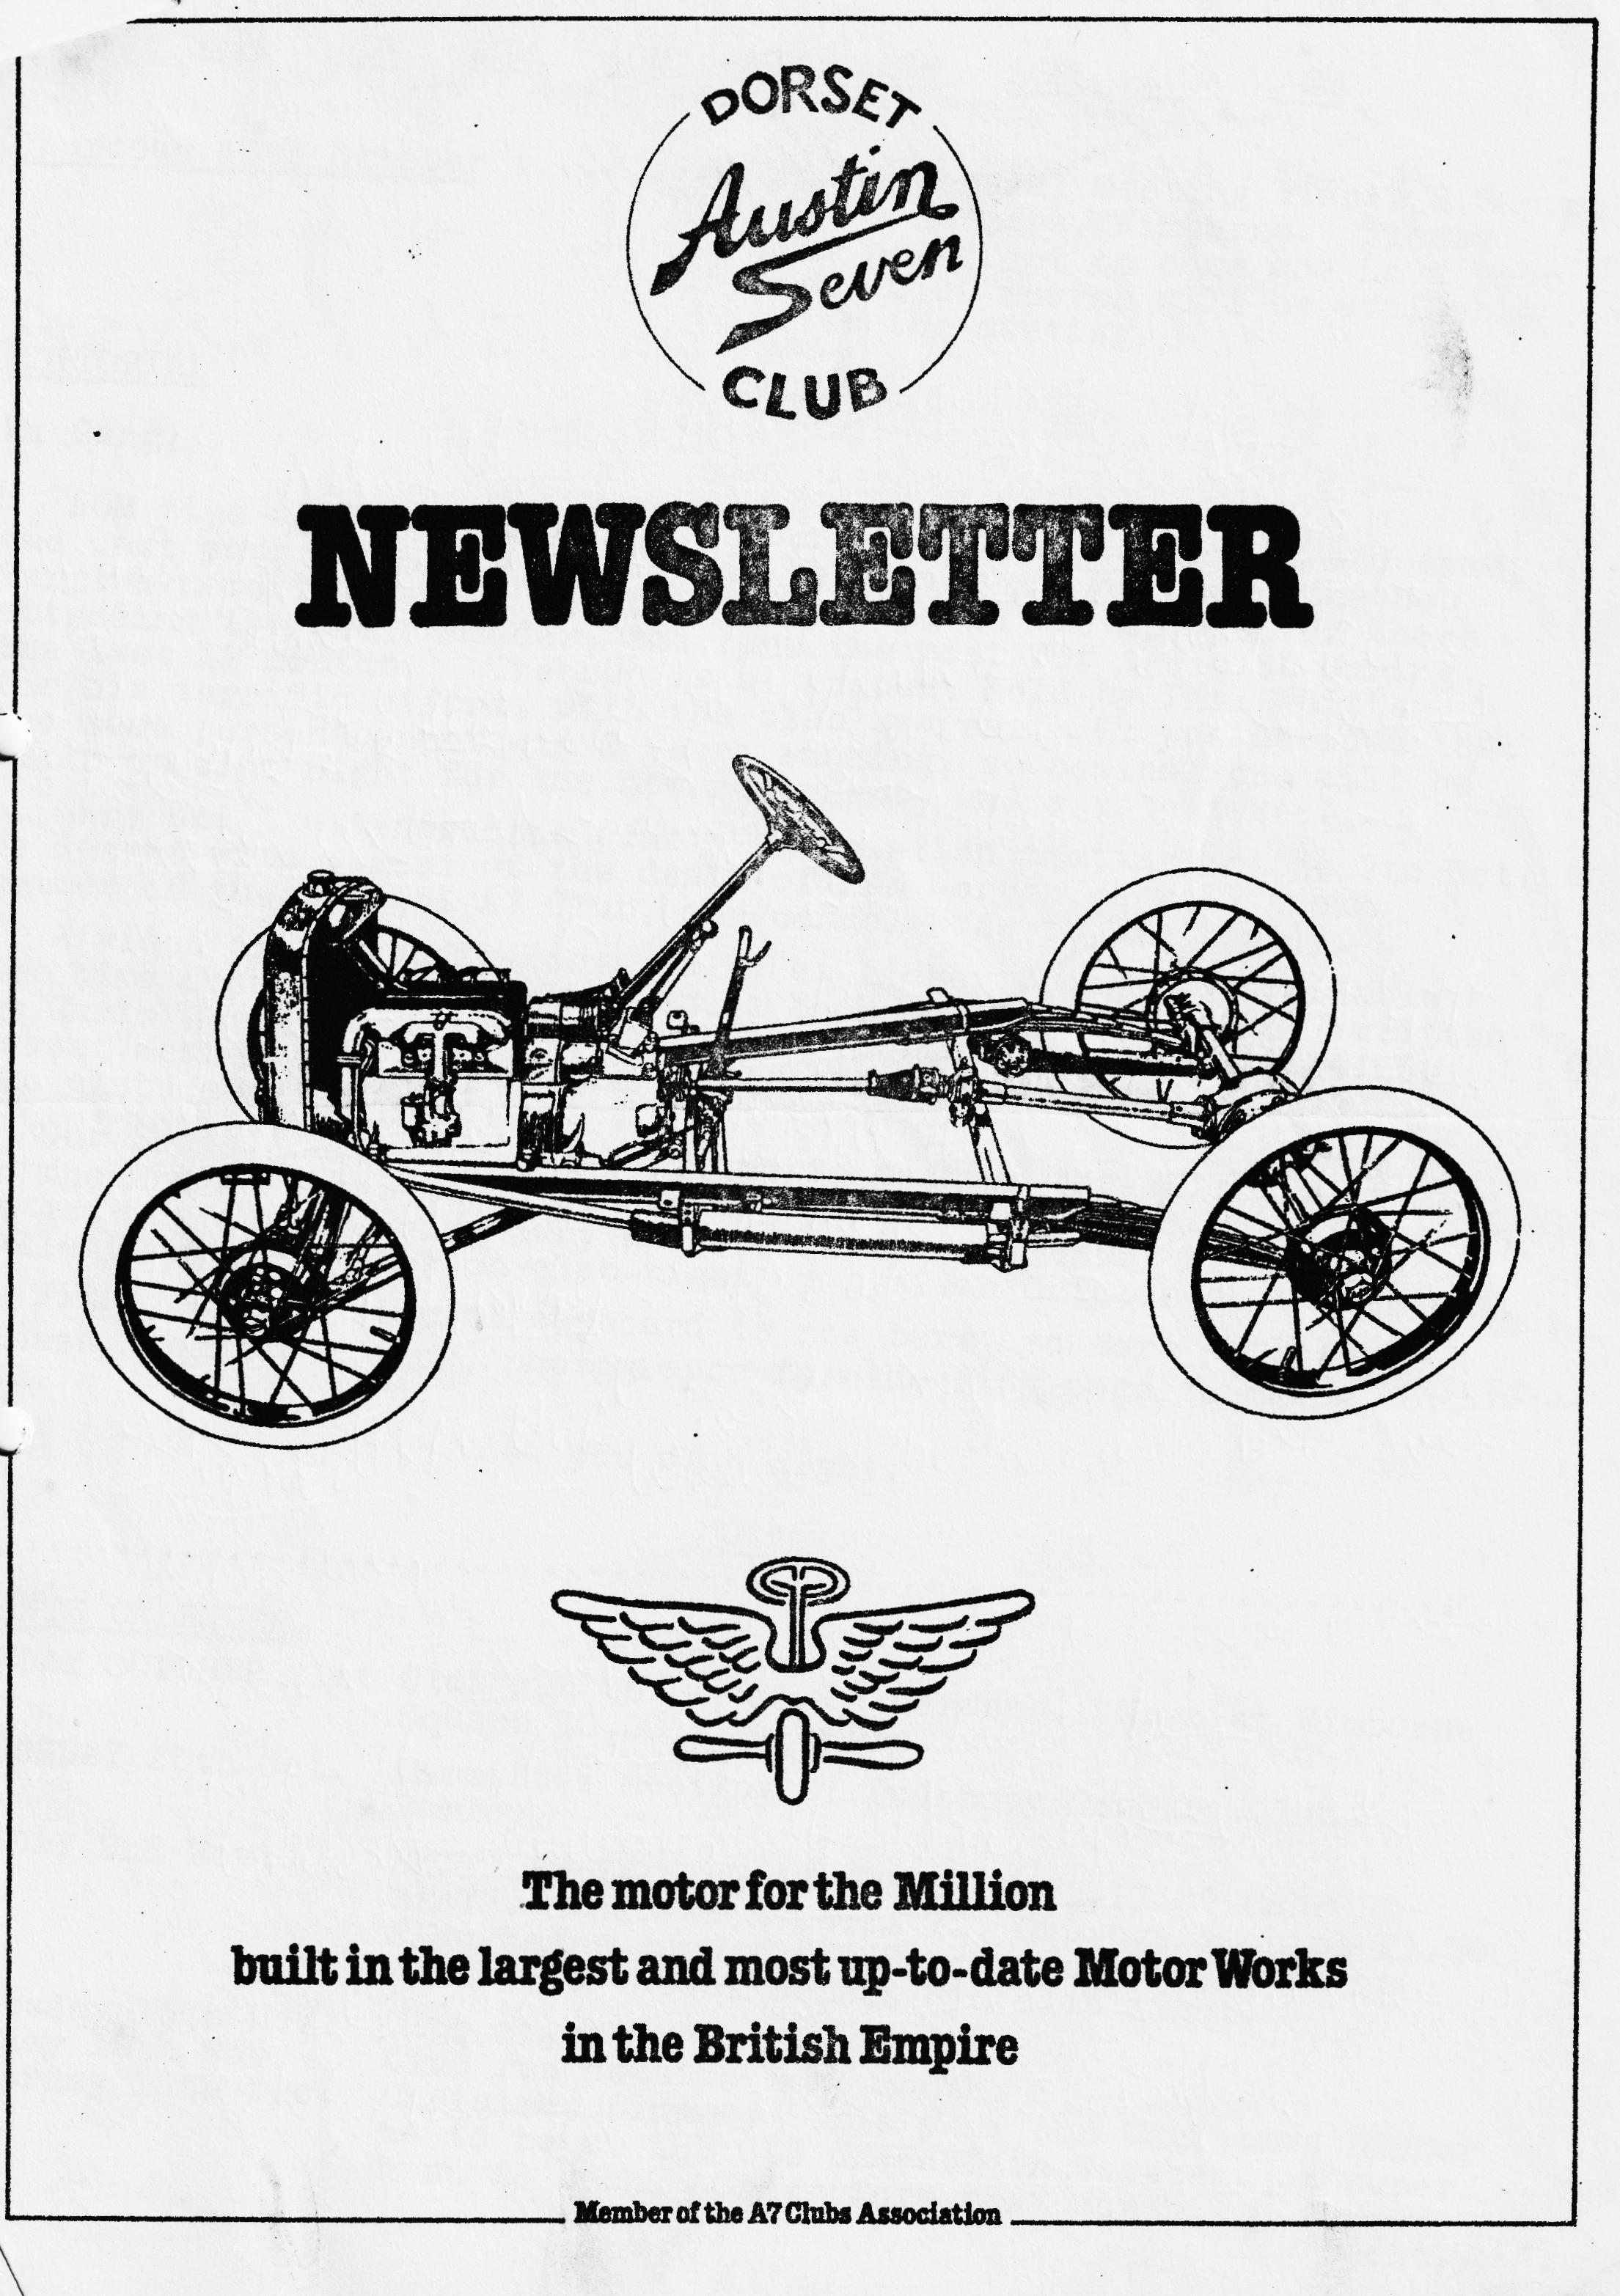 DORSET
Austin
Seven
CLUB
NEWSLETTER
The motor for the Million
built in the largest and most up-to-date Motor Works
in the British Empire
Member of the A7 Clubs Association